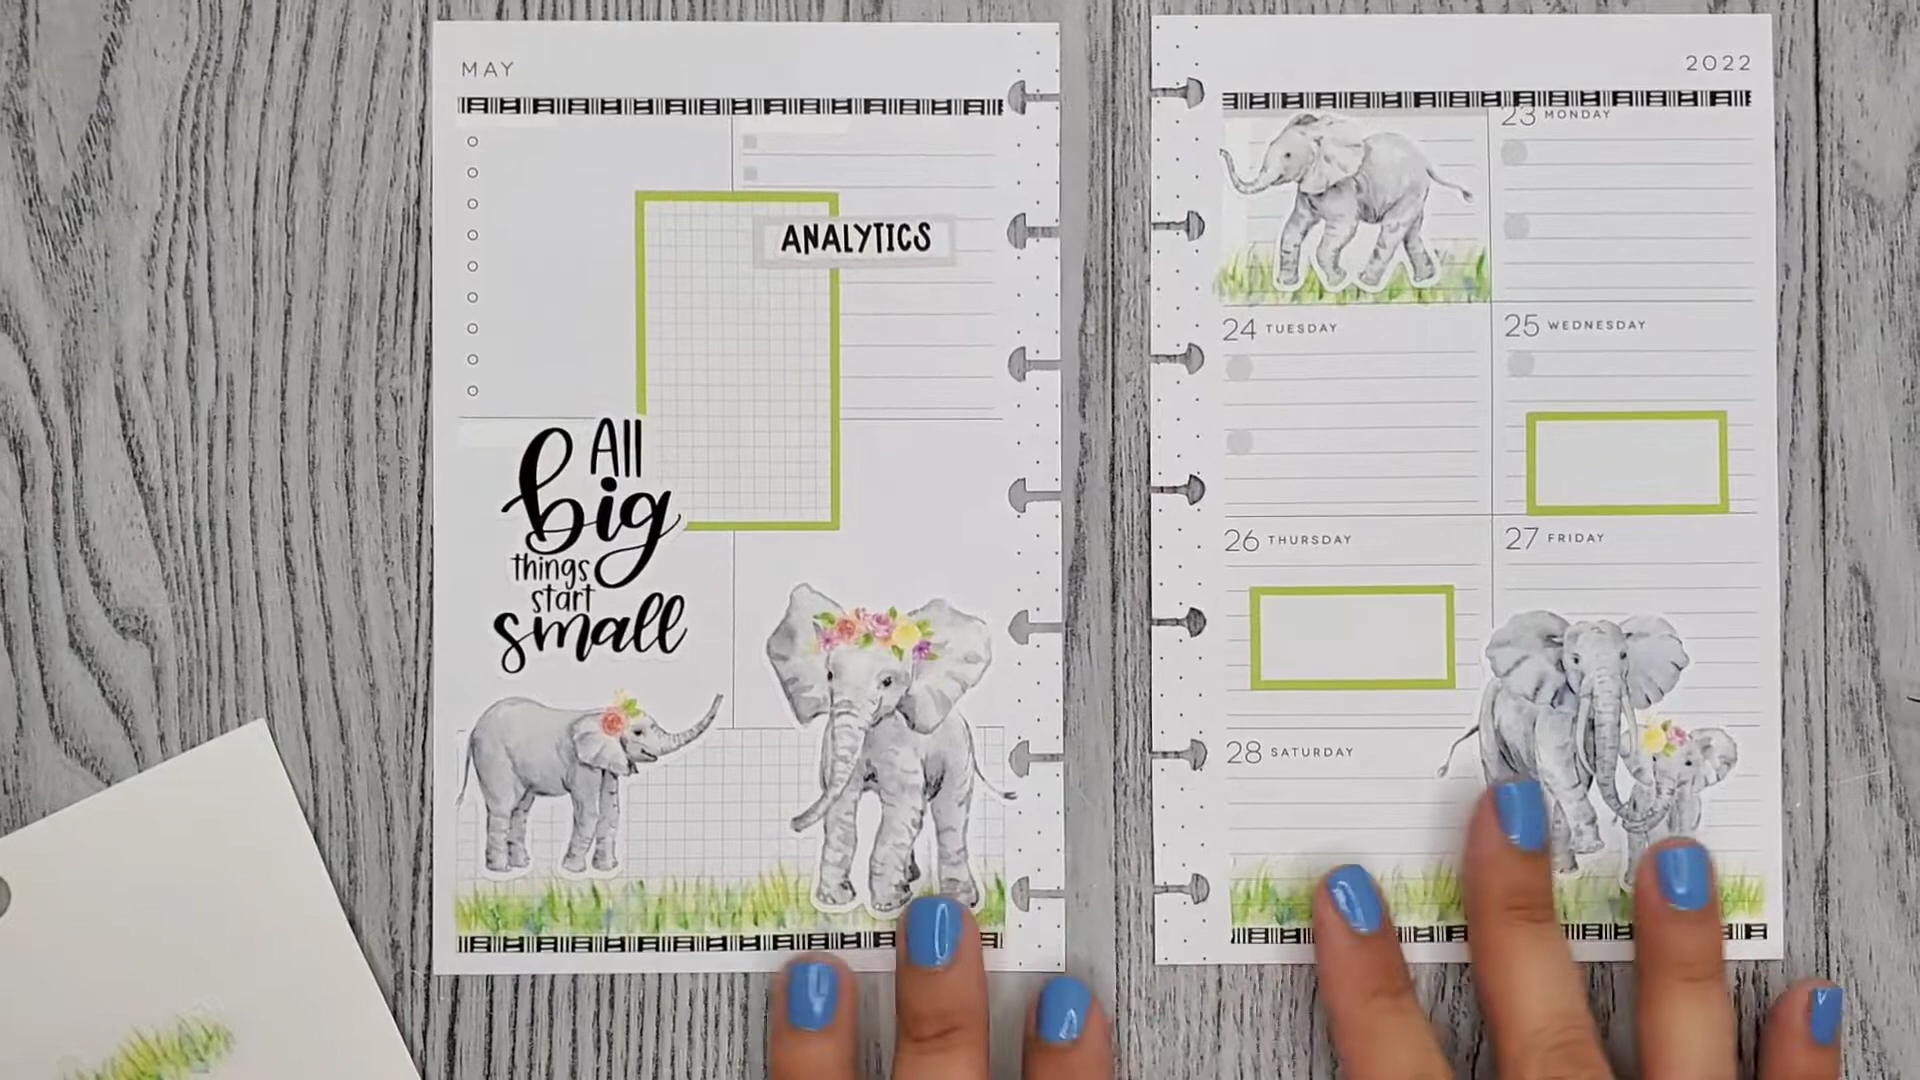 MAY
ANALYTICS
All
big
things
start
small
2022
23 MONDAY
24 TUESDAY
25 WEDNESDAY
26 THURSDAY
27 FRIDAY
28 SATURDAY